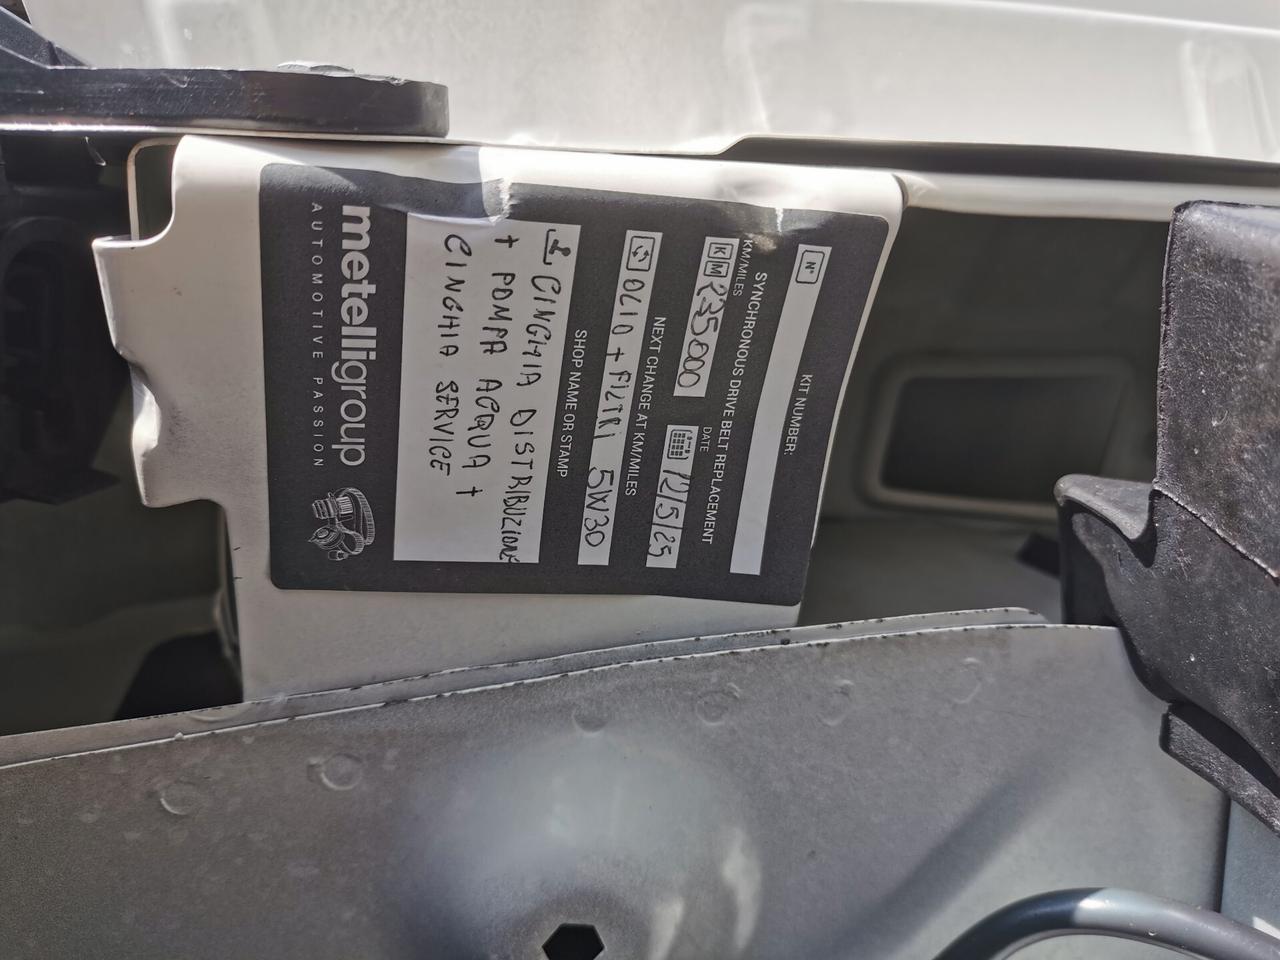 N°
KIT NUMBER:
SYNCHRONOUS DRIVE BELT REPLACEMENT
KM/MILES
DATE
KM 235000
12/5/25
NEXT CHANGE AT KM/MILES
OLIO + FILTRI 5W30
SHOP NAME OR STAMP
CINGHIA DISTRIBUZIONE
+ POMPA ACQUA +
CINGHIA SERVICE
metelligroup
AUTOMOTIVE PASSION